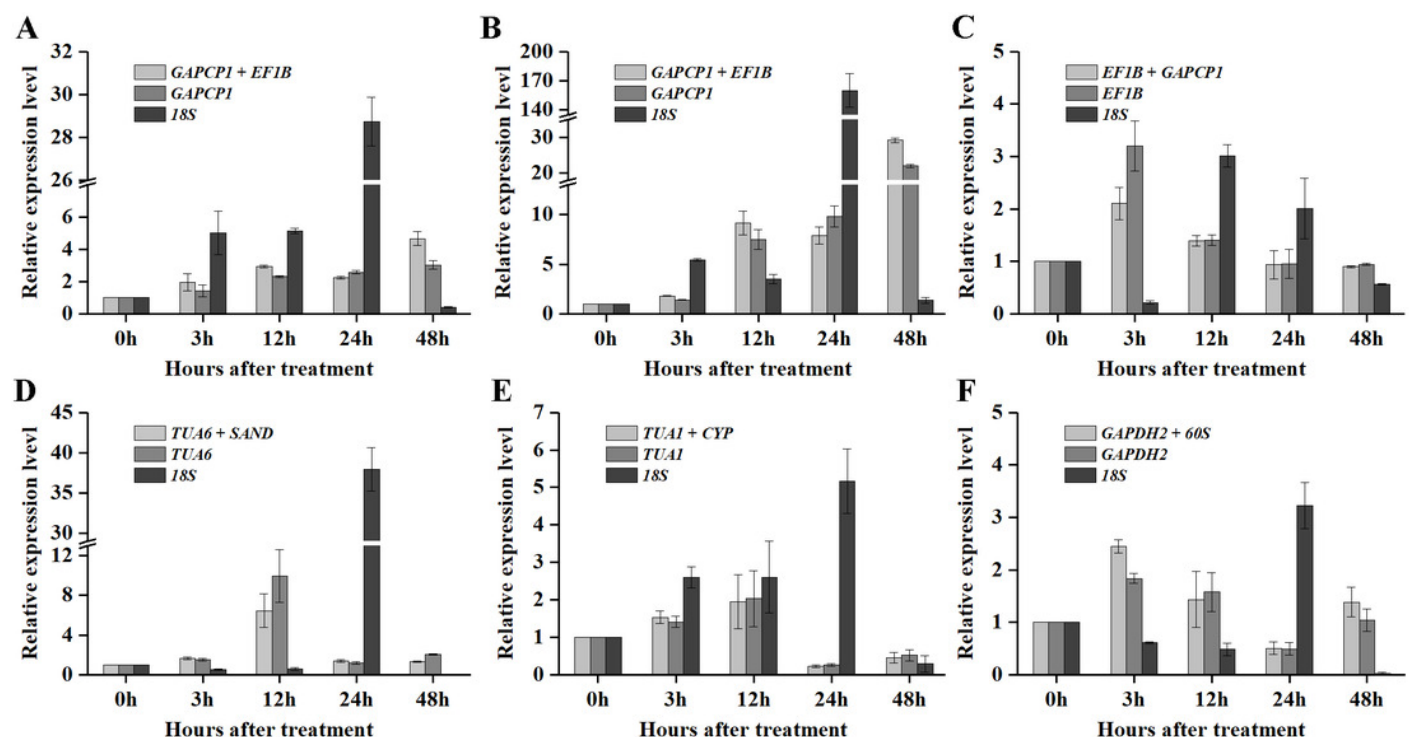 A
Relative expression lvevl
32
30
28
26
6
4
2
0
GAPCP1 + EF1B
GAPCP1
18S
0h 3h 12h 24h 48h
Hours after treatment
B
Relative expression level
200
170
140
30
20
10
5
0
GAPCP1 + EF1B
GAPCP1
18S
0h 3h 12h 24h 48h
Hours after treatment
C
Relative expression lvevl
5
4
3
2
1
0
EF1B + GAPCP1
EF1B
18S
0h 3h 12h 24h 48h
Hours after treatment
D
Relative expression lvevl
45
40
35
30
12
8
4
0
TUA6 + SAND
TUA6
18S
0h 3h 12h 24h 48h
Hours after treatment
E
Relative expression lvevl
7
6
5
4
3
2
1
0
TUA1 + CYP
TUA1
18S
0h 3h 12h 24h 48h
Hours after treatment
F
Relative expression lvevl
5
4
3
2
1
0
GAPDH2 + 60S
GAPDH2
18S
0h 3h 12h 24h 48h
Hours after treatment